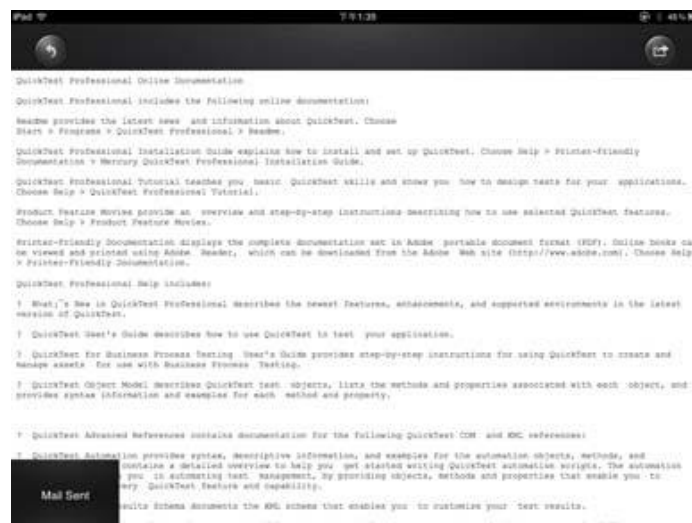 iPad 下午1:39 45%
QuickTest Professional Online Documentation
QuickTest Professional includes the following online documentation:
Readme provides the latest news and information about QuickTest. Choose
Start > Programs > QuickTest Professional > Readme.
QuickTest Professional Installation Guide explains how to install and set up QuickTest. Choose Help > Printer-friendly
Documentation > Mercury QuickTest Professional Installation Guide.
QuickTest Professional Tutorial teaches you basic QuickTest skills and shows you how to design tests for your applications.
Choose Help > QuickTest Professional Tutorial.
Product Feature Movies provide an overview and step-by-step instructions describing how to use selected QuickTest features.
Choose Help > Product Feature Movies.
Printer-Friendly Documentation displays the complete documentation set in Adobe portable document format (PDF). Online books ca
be viewed and printed using Adobe Reader, which can be downloaded from the Adobe Web site (http://www.adobe.com). Choose Help
> Printer-Friendly Documentation.
QuickTest Professional Help includes:
? What¡¯s New in QuickTest Professional describes the newest features, enhancements, and supported environments in the latest
version of QuickTest.
? QuickTest User's Guide describes how to use QuickTest to test your application.
? QuickTest for Business Process Testing User's Guide provides step-by-step instructions for using QuickTest to create and
manage assets for use with Business Process Testing.
? QuickTest Object Model describes QuickTest test objects, lists the methods and properties associated with each object, and
provides syntax information and examples for each method and property.
? QuickTest Advanced References contains documentation for the following QuickTest COM and XML references:
? QuickTest Automation provides syntax, descriptive information, and examples for the automation objects, methods, and
contains a detailed overview to help you get started writing QuickTest automation scripts. The automation
you in automating test management, by providing objects, methods and properties that enable you to
very QuickTest feature and capability.
Mail Sent
sults Schema documents the XML schema that enables you to customize your test results.